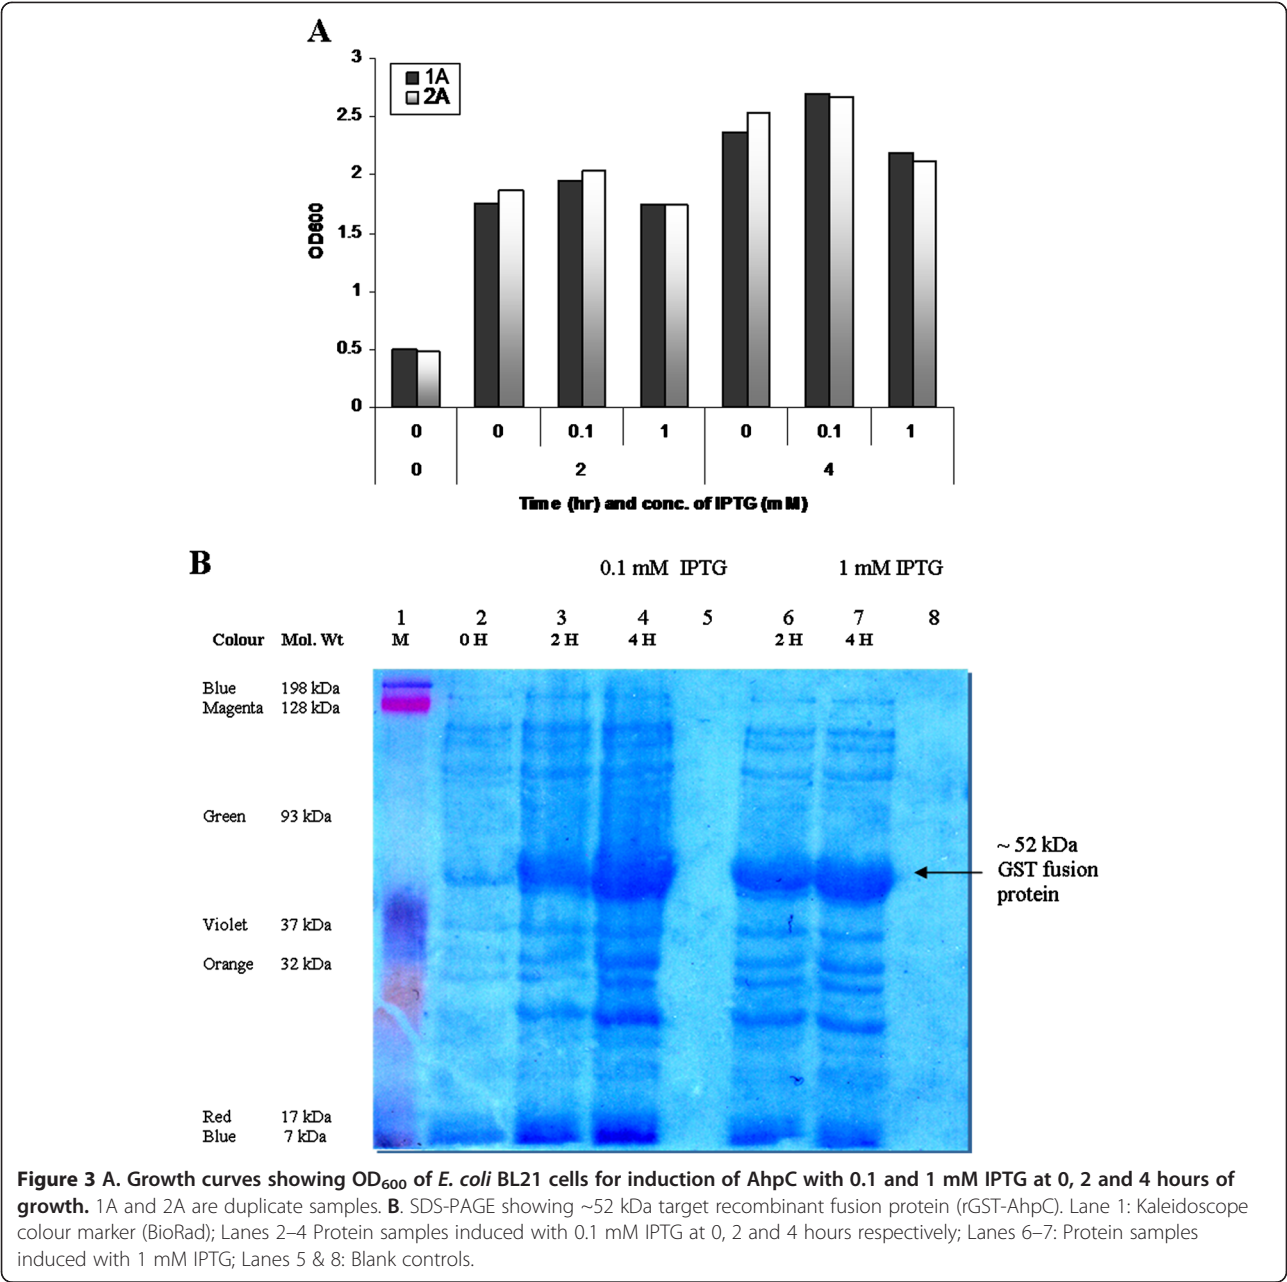 A
3
2.5
2
1.5
1
0.5
0
1A
2A
OD600
0 0 0.1 1 0 0.1 1
0 2 4
Time (hr) and conc. of IPTG (mM)
B
0.1 mM IPTG 1 mM IPTG
1 2 3 4 5 6 7 8
Colour Mol. Wt M 0 H 2 H 4 H 2 H 4 H
Blue 198 kDa
Magenta 128 kDa
Green 93 kDa
~ 52 kDa
GST fusion
protein
Violet 37 kDa
Orange 32 kDa
Red 17 kDa
Blue 7 kDa
Figure 3 A. Growth curves showing OD600 of E. coli BL21 cells for induction of AhpC with 0.1 and 1 mM IPTG at 0, 2 and 4 hours of
growth. 1A and 2A are duplicate samples. B. SDS-PAGE showing ~52 kDa target recombinant fusion protein (rGST-AhpC). Lane 1: Kaleidoscope
colour marker (BioRad); Lanes 2–4 Protein samples induced with 0.1 mM IPTG at 0, 2 and 4 hours respectively; Lanes 6–7: Protein samples
induced with 1 mM IPTG; Lanes 5 & 8: Blank controls.